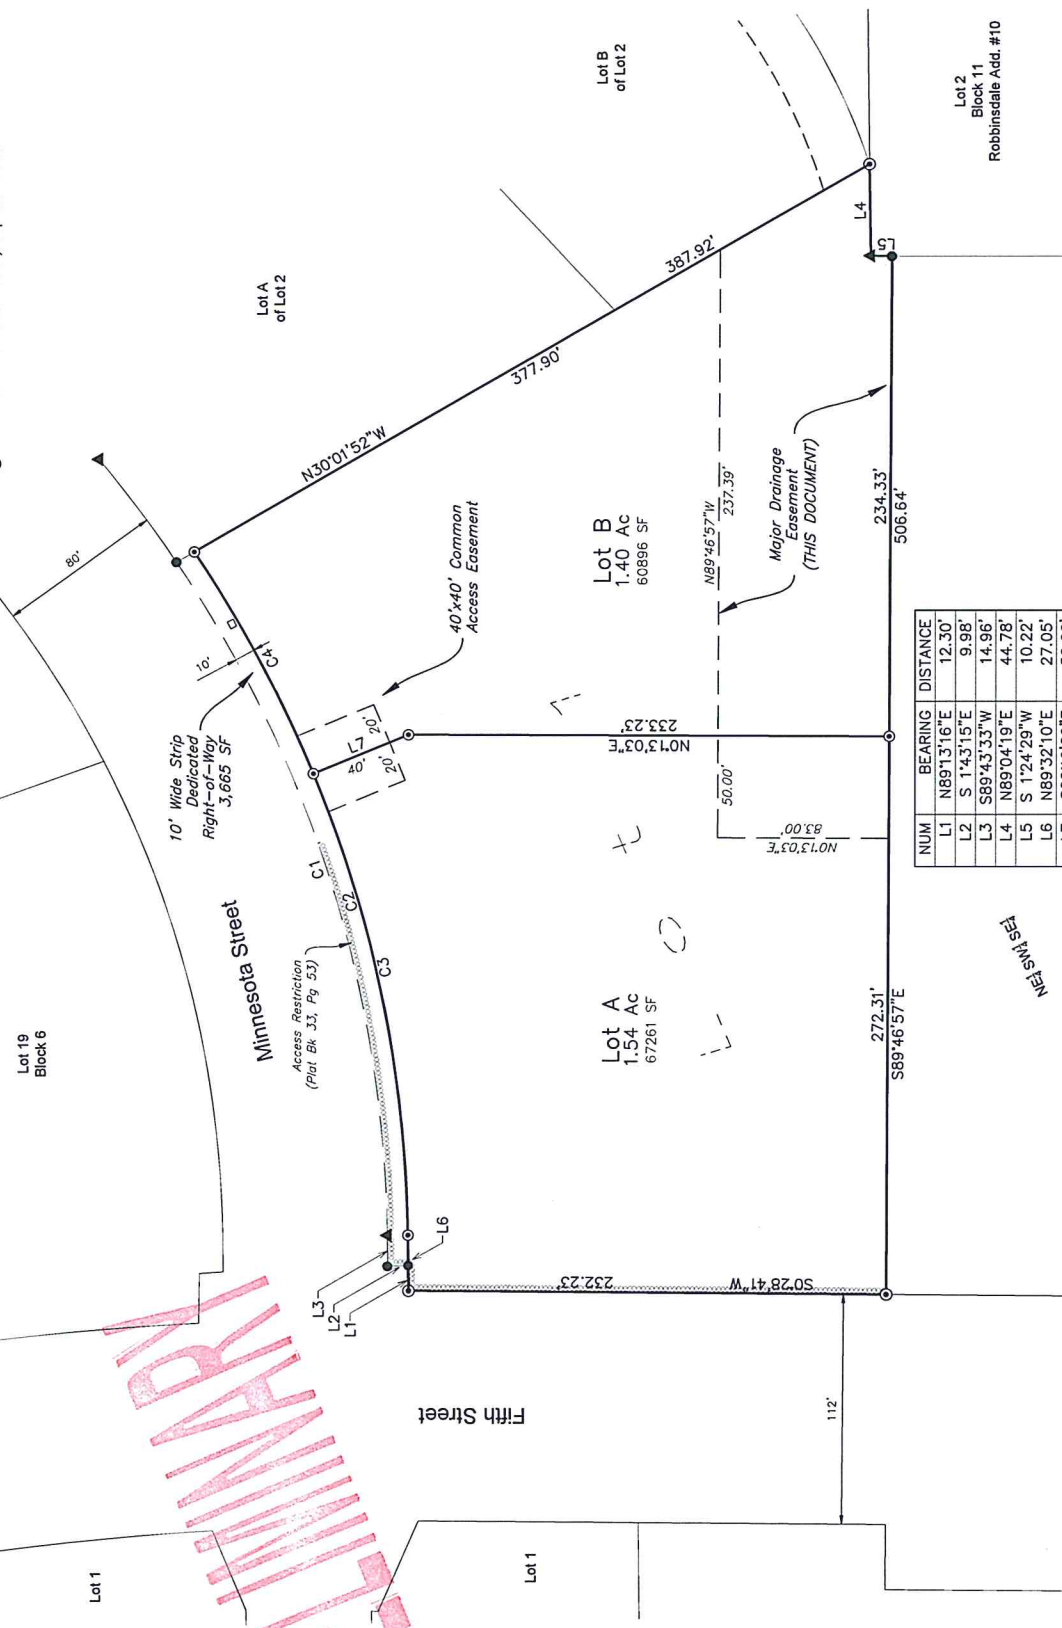 Lot B
of Lot 2
Lot 2
Block 11
Robbinsdale Add. #10
Lot A
of Lot 2
L4
L5
387.92'
377.90'
N30°01'52"W
80'
10'
C4
10' Wide Strip
Dedicated
Right-of-Way
3,665 SF
40'x40' Common
Access Easement
Lot B
1.40 Ac
60896 SF
N89°46'57"W
237.39'
Major Drainage
Easement
(THIS DOCUMENT)
234.33'
506.64'
L7
40'
20'
20'
N0°13'03"E
233.23'
50.00'
N0°13'03"E
83.00'
Minnesota Street
C1
C2
C3
Access Restriction
(Plat Bk 33, Pg 53)
Lot 19
Block 6
Lot A
1.54 Ac
67261 SF
272.31'
S89°46'57"E
NE¼ SW¼ SE¼
L3
L2
L1
L6
S0°28'41"W
232.23'
Fifth Street
112'
Lot 1
Lot 1
LIMINARY
NUM BEARING DISTANCE
L1 N89°13'16"E 12.30'
L2 S 1°43'15"E 9.98'
L3 S89°43'33"W 14.96'
L4 N89°04'19"E 44.78'
L5 S 1°24'29"W 10.22'
L6 N89°32'10"E 27.05'